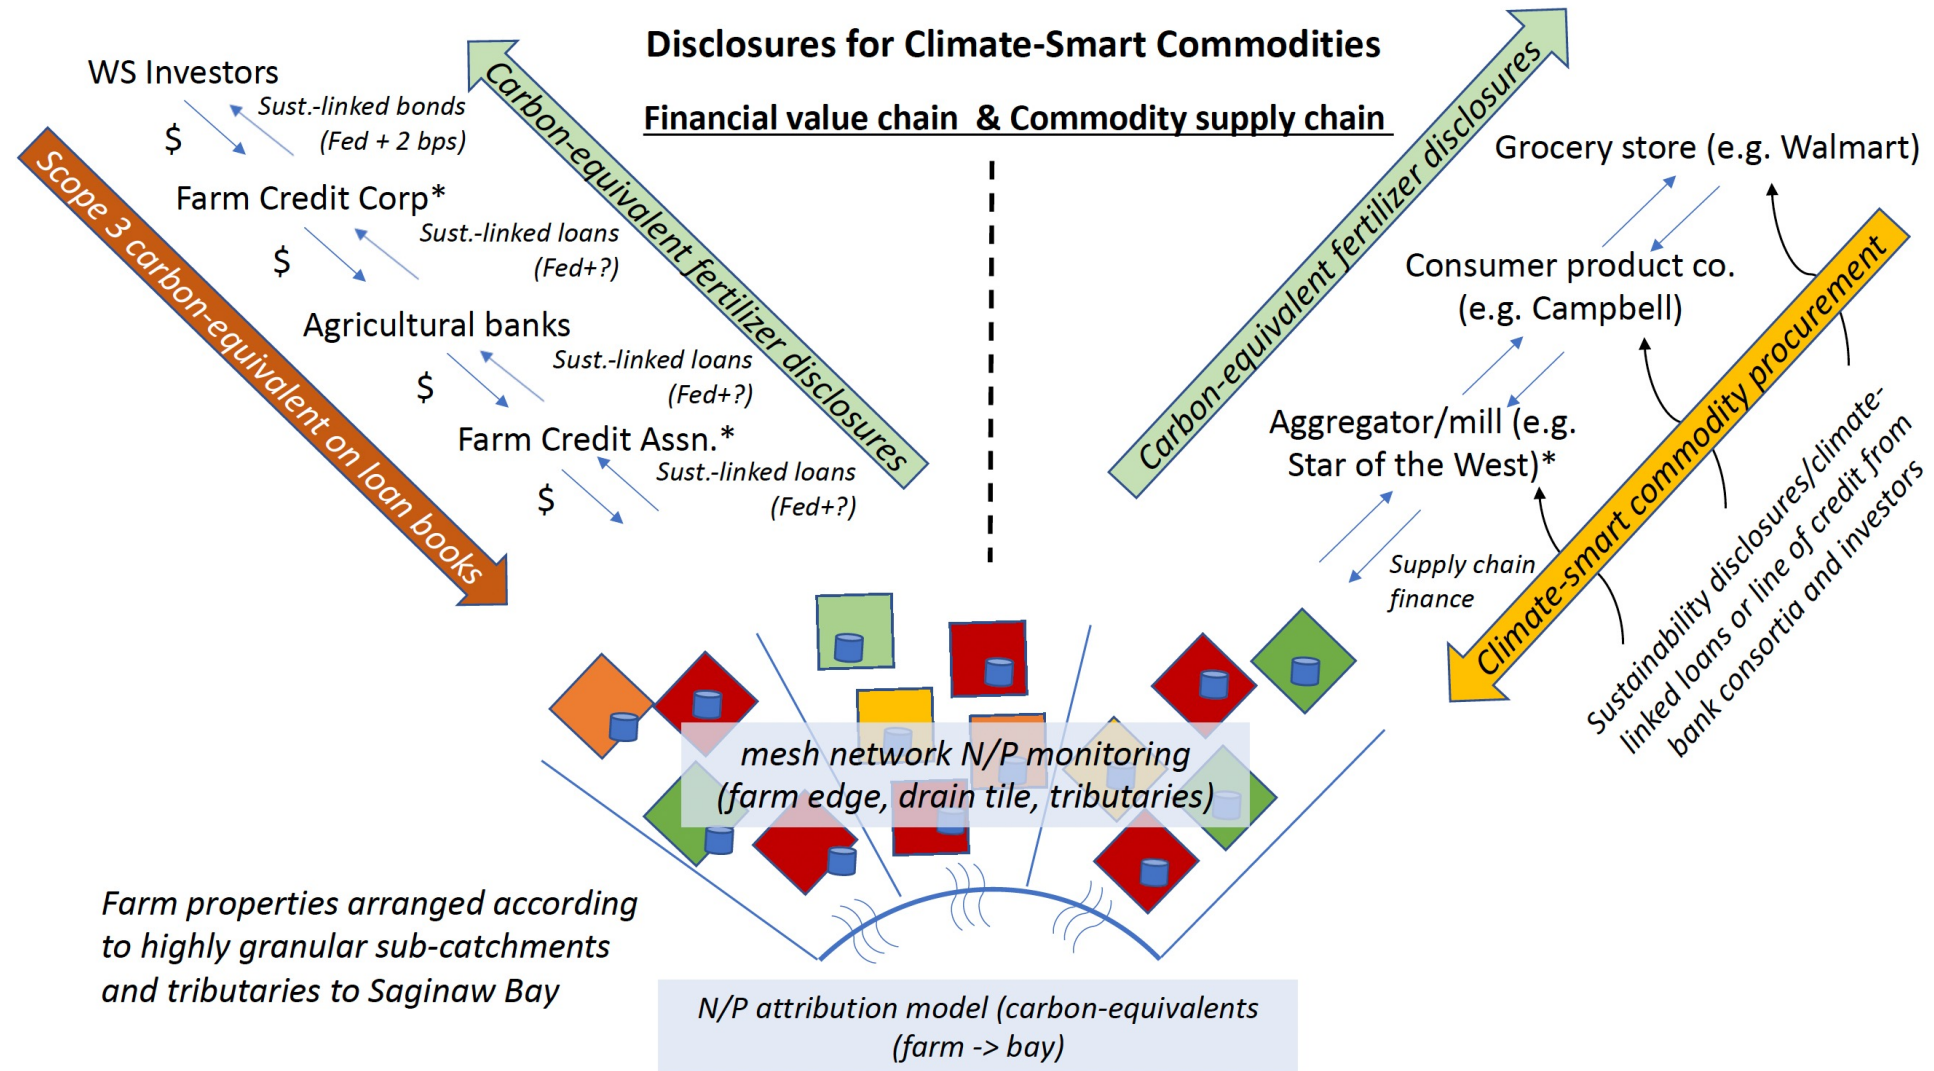 Disclosures for Climate-Smart Commodities
Financial value chain & Commodity supply chain
WS Investors
$
Sust.-linked bonds
(Fed + 2 bps)
Farm Credit Corp*
$
Sust.-linked loans
(Fed+?)
Agricultural banks
$
Sust.-linked loans
(Fed+?)
Farm Credit Assn.*
$
Sust.-linked loans
(Fed+?)
Scope 3 carbon-equivalent on loan books
Carbon-equivalent fertilizer disclosures
Carbon-equivalent fertilizer disclosures
Grocery store (e.g. Walmart)
Consumer product co.
(e.g. Campbell)
Aggregator/mill (e.g.
Star of the West)*
Supply chain
finance
Climate-smart commodity procurement
Sustainability disclosures/climate-
linked loans or line of credit from
bank consortia and investors
mesh network N/P monitoring
(farm edge, drain tile, tributaries)
Farm properties arranged according
to highly granular sub-catchments
and tributaries to Saginaw Bay
N/P attribution model (carbon-equivalents
(farm -> bay)